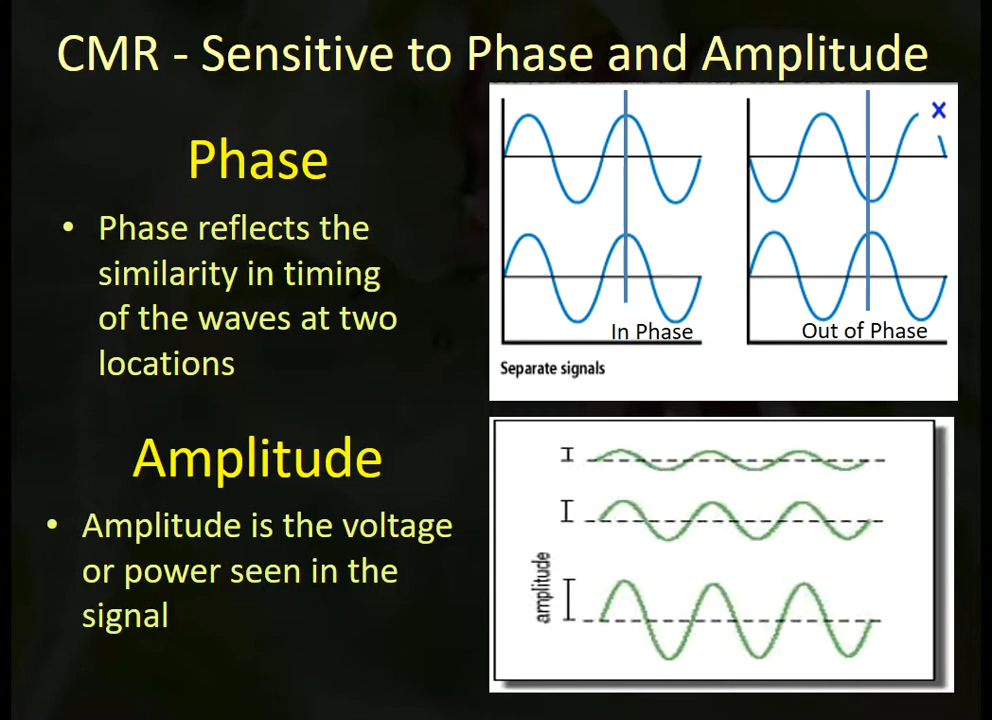 CMR - Sensitive to Phase and Amplitude
Phase
• Phase reflects the
similarity in timing
of the waves at two
locations
In Phase
Out of Phase
x
Separate signals
Amplitude
• Amplitude is the voltage
or power seen in the
signal
amplitude